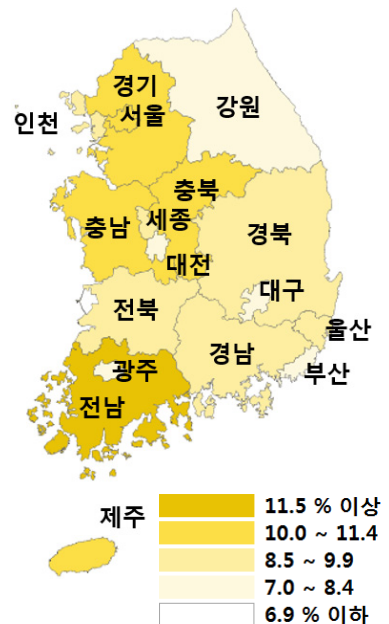 경기
서울
강원
인천
충북
세종
충남
경북
대전
대구
전북
울산
경남
광주
부산
전남
제주
11.5 % 이상
10.0 ~ 11.4
8.5 ~ 9.9
7.0 ~ 8.4
6.9 % 이하